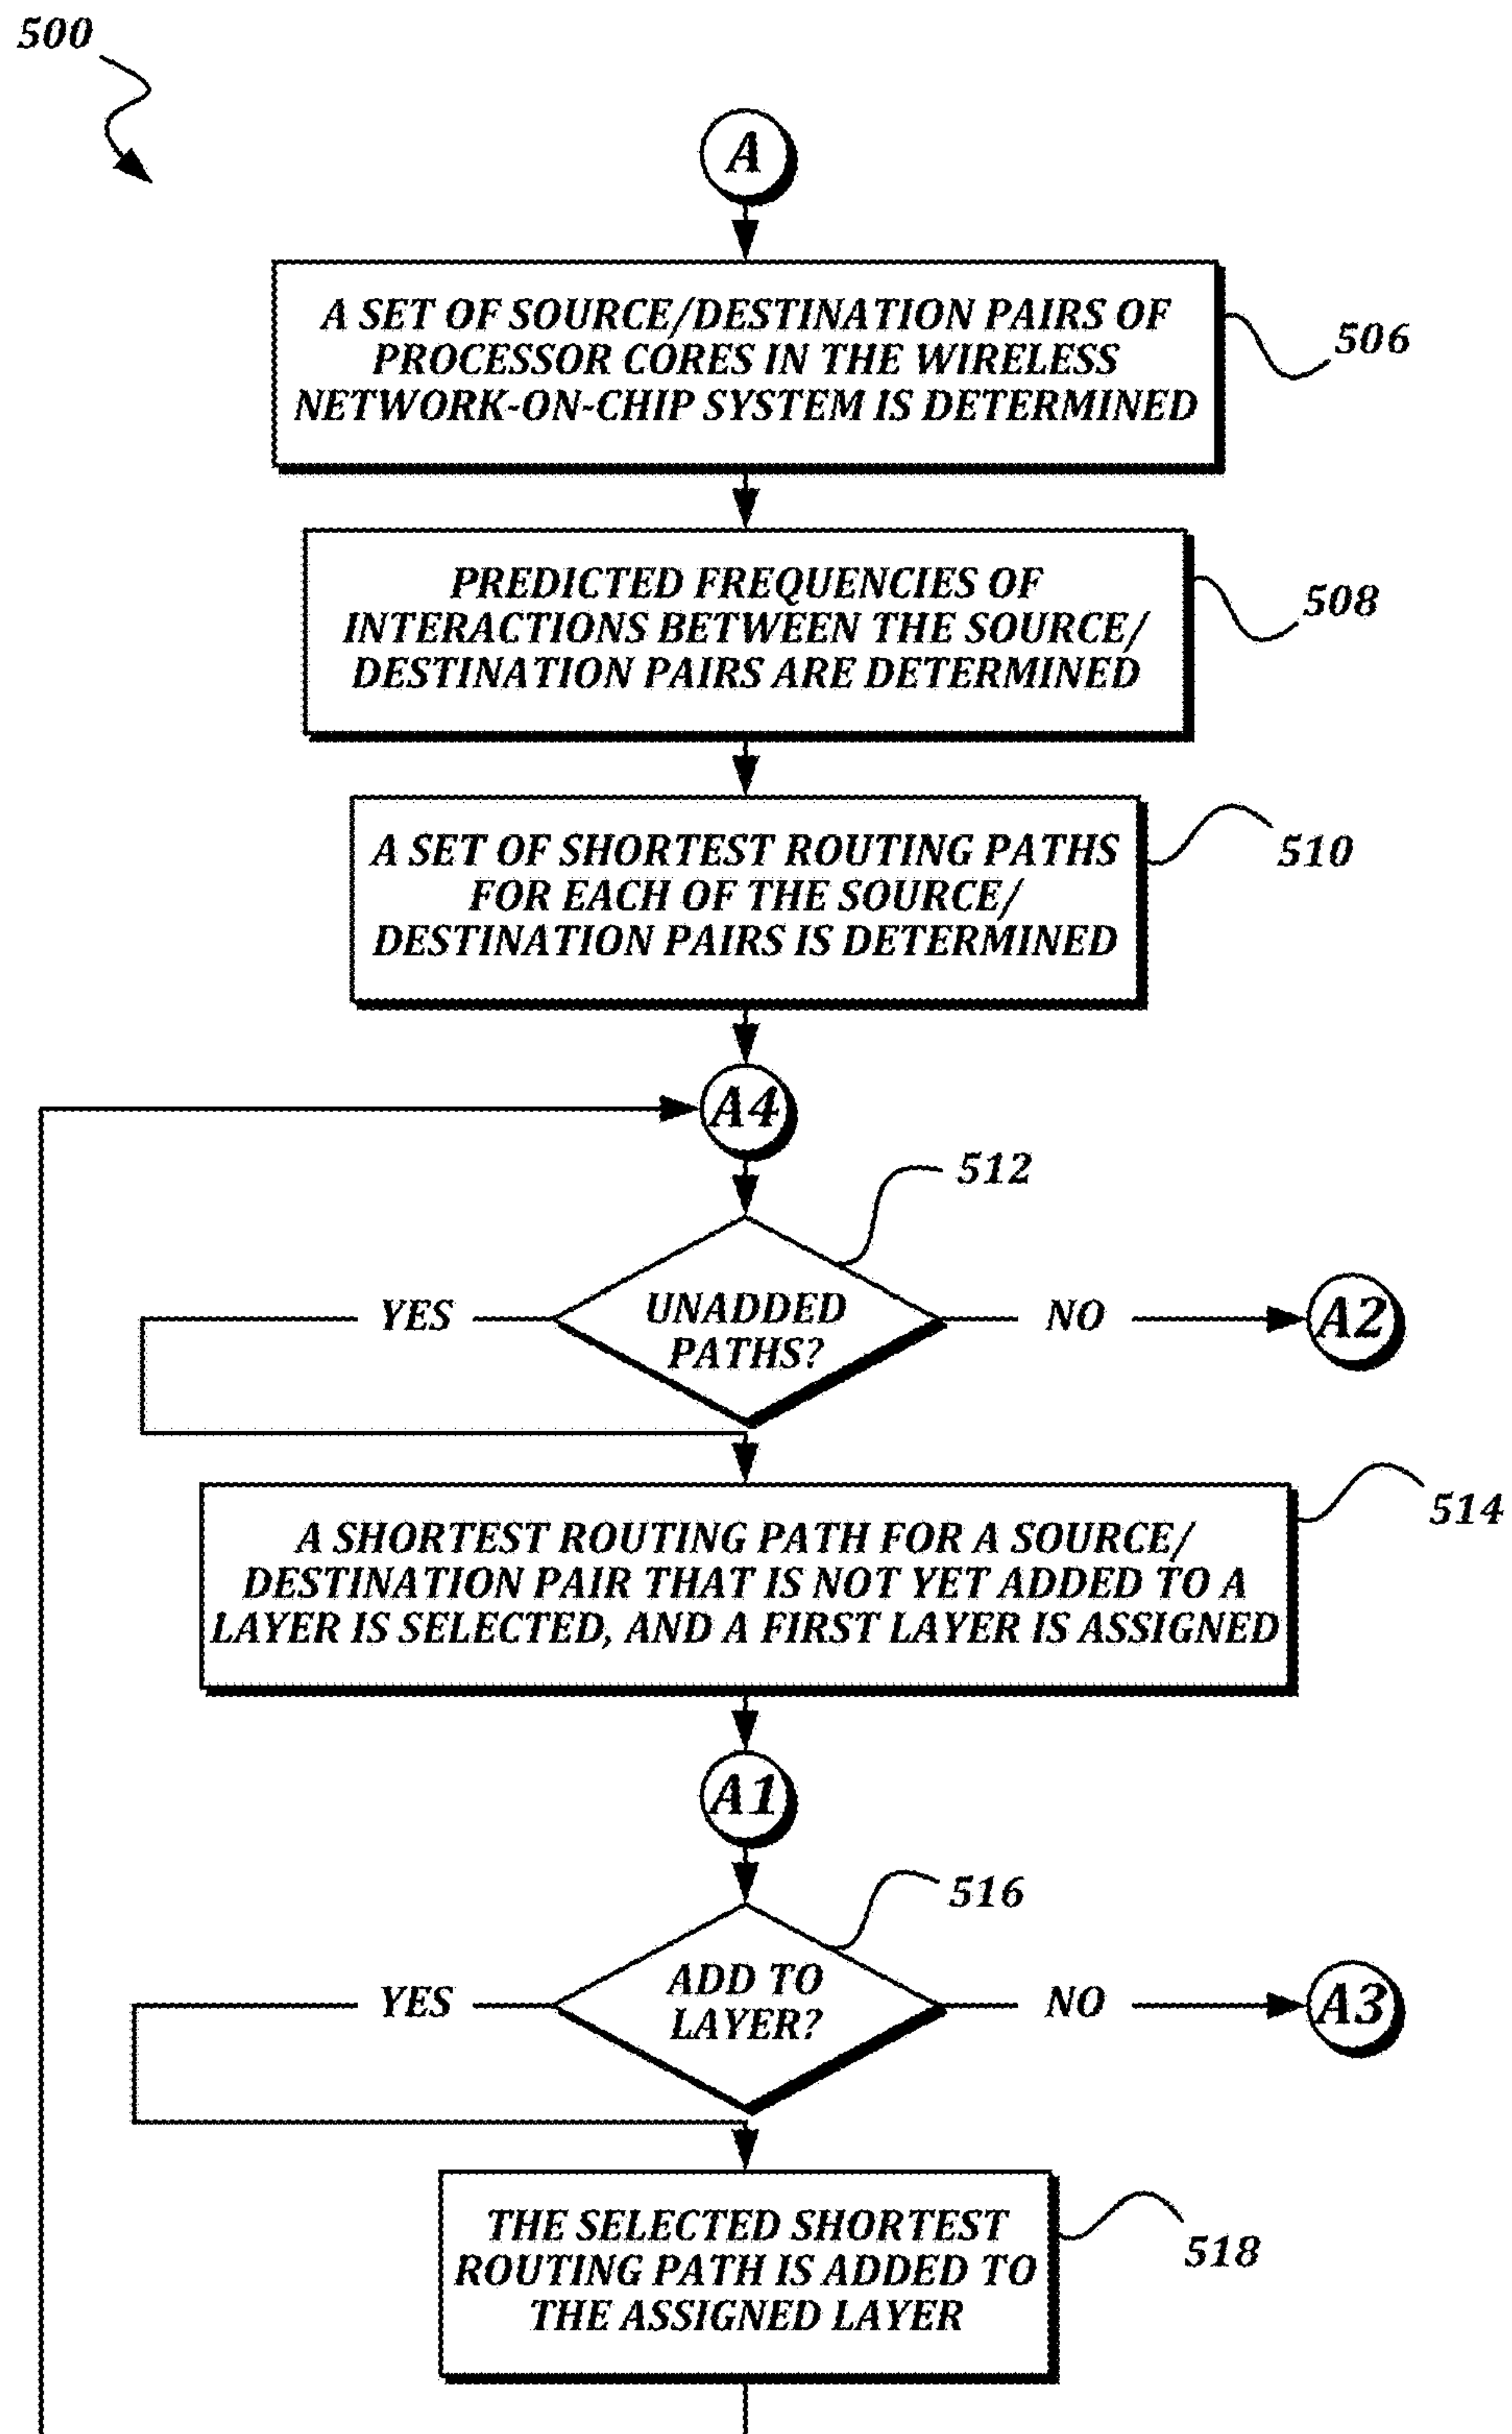 500
A
A SET OF SOURCE/DESTINATION PAIRS OF
PROCESSOR CORES IN THE WIRELESS
NETWORK-ON-CHIP SYSTEM IS DETERMINED
506
PREDICTED FREQUENCIES OF
INTERACTIONS BETWEEN THE SOURCE/
DESTINATION PAIRS ARE DETERMINED
508
A SET OF SHORTEST ROUTING PATHS
FOR EACH OF THE SOURCE/
DESTINATION PAIRS IS DETERMINED
510
A4
512
YES
UNADDED
PATHS?
NO
A2
A SHORTEST ROUTING PATH FOR A SOURCE/
DESTINATION PAIR THAT IS NOT YET ADDED TO A
LAYER IS SELECTED, AND A FIRST LAYER IS ASSIGNED
514
A1
516
YES
ADD TO
LAYER?
NO
A3
THE SELECTED SHORTEST
ROUTING PATH IS ADDED TO
THE ASSIGNED LAYER
518